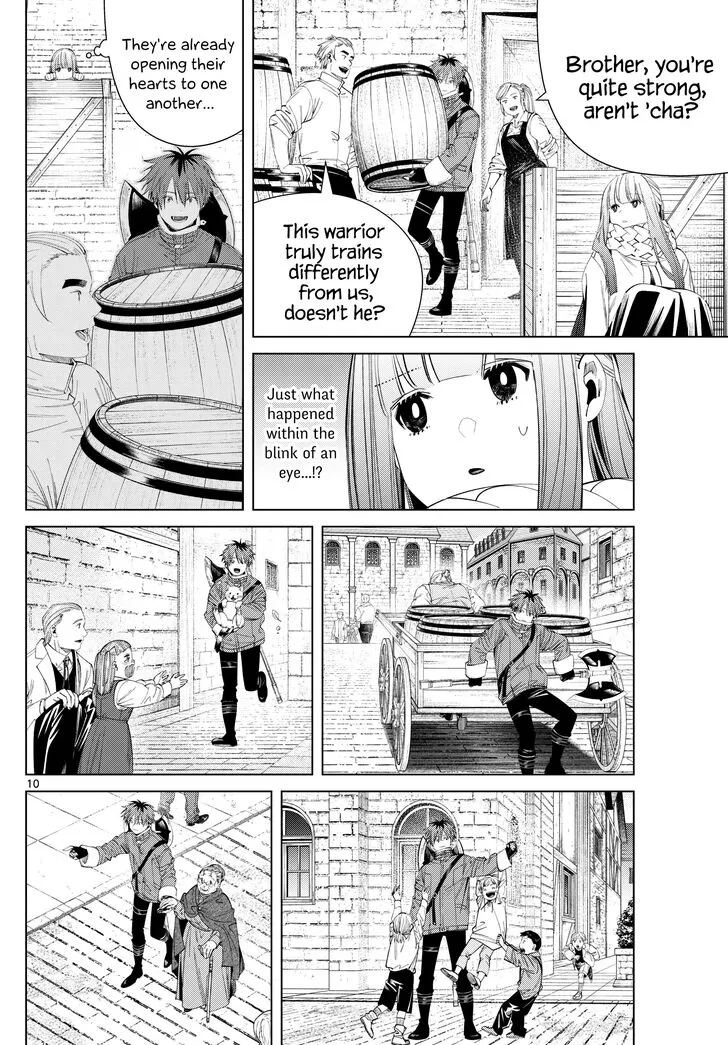 Brother, you're
quite strong,
aren't 'cha?
This warrior
truly trains
differently
from us,
doesn't he?
They're already
opening their
hearts to one
another...
Just what
happened
within the
blink of an
eye...!?
10